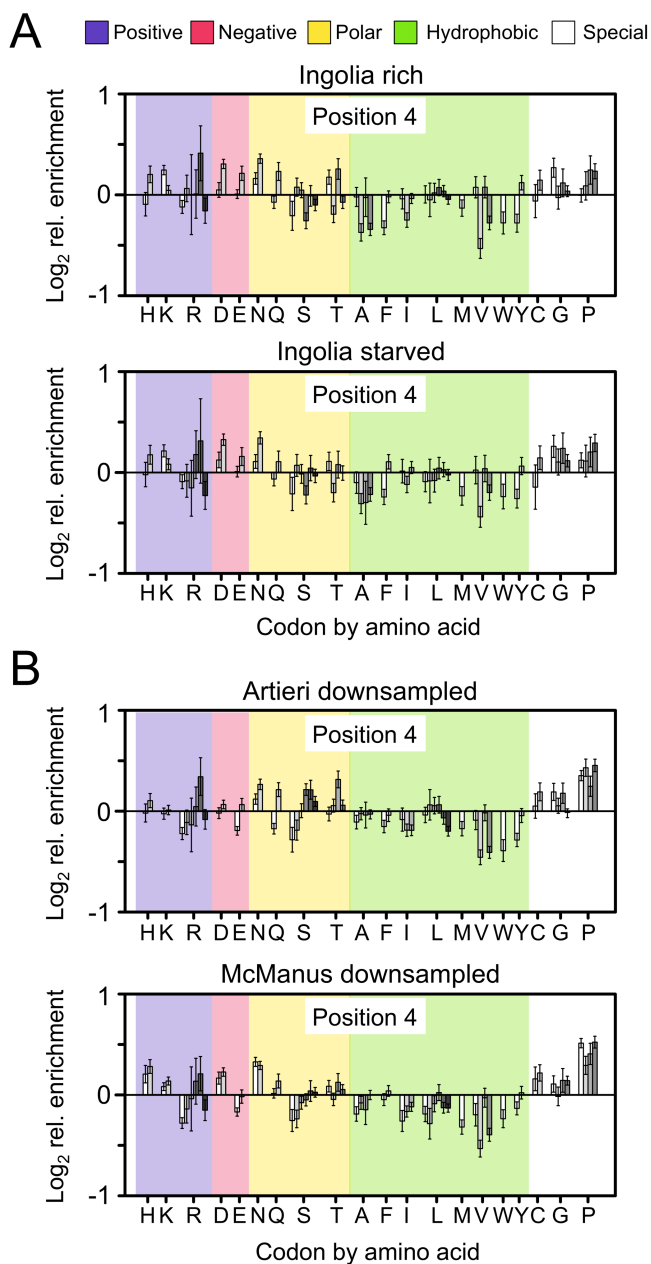 A
Positive Negative Polar Hydrophobic Special
Ingolia rich
Position 4
Log2 rel. enrichment
1
0
-1
H K R D E N Q S T A F I L M V W Y C G P
Ingolia starved
Position 4
Log2 rel. enrichment
1
0
-1
H K R D E N Q S T A F I L M V W Y C G P
Codon by amino acid
B
Artieri downsampled
Position 4
Log2 rel. enrichment
1
0
-1
H K R D E N Q S T A F I L M V W Y C G P
McManus downsampled
Position 4
Log2 rel. enrichment
1
0
-1
H K R D E N Q S T A F I L M V W Y C G P
Codon by amino acid